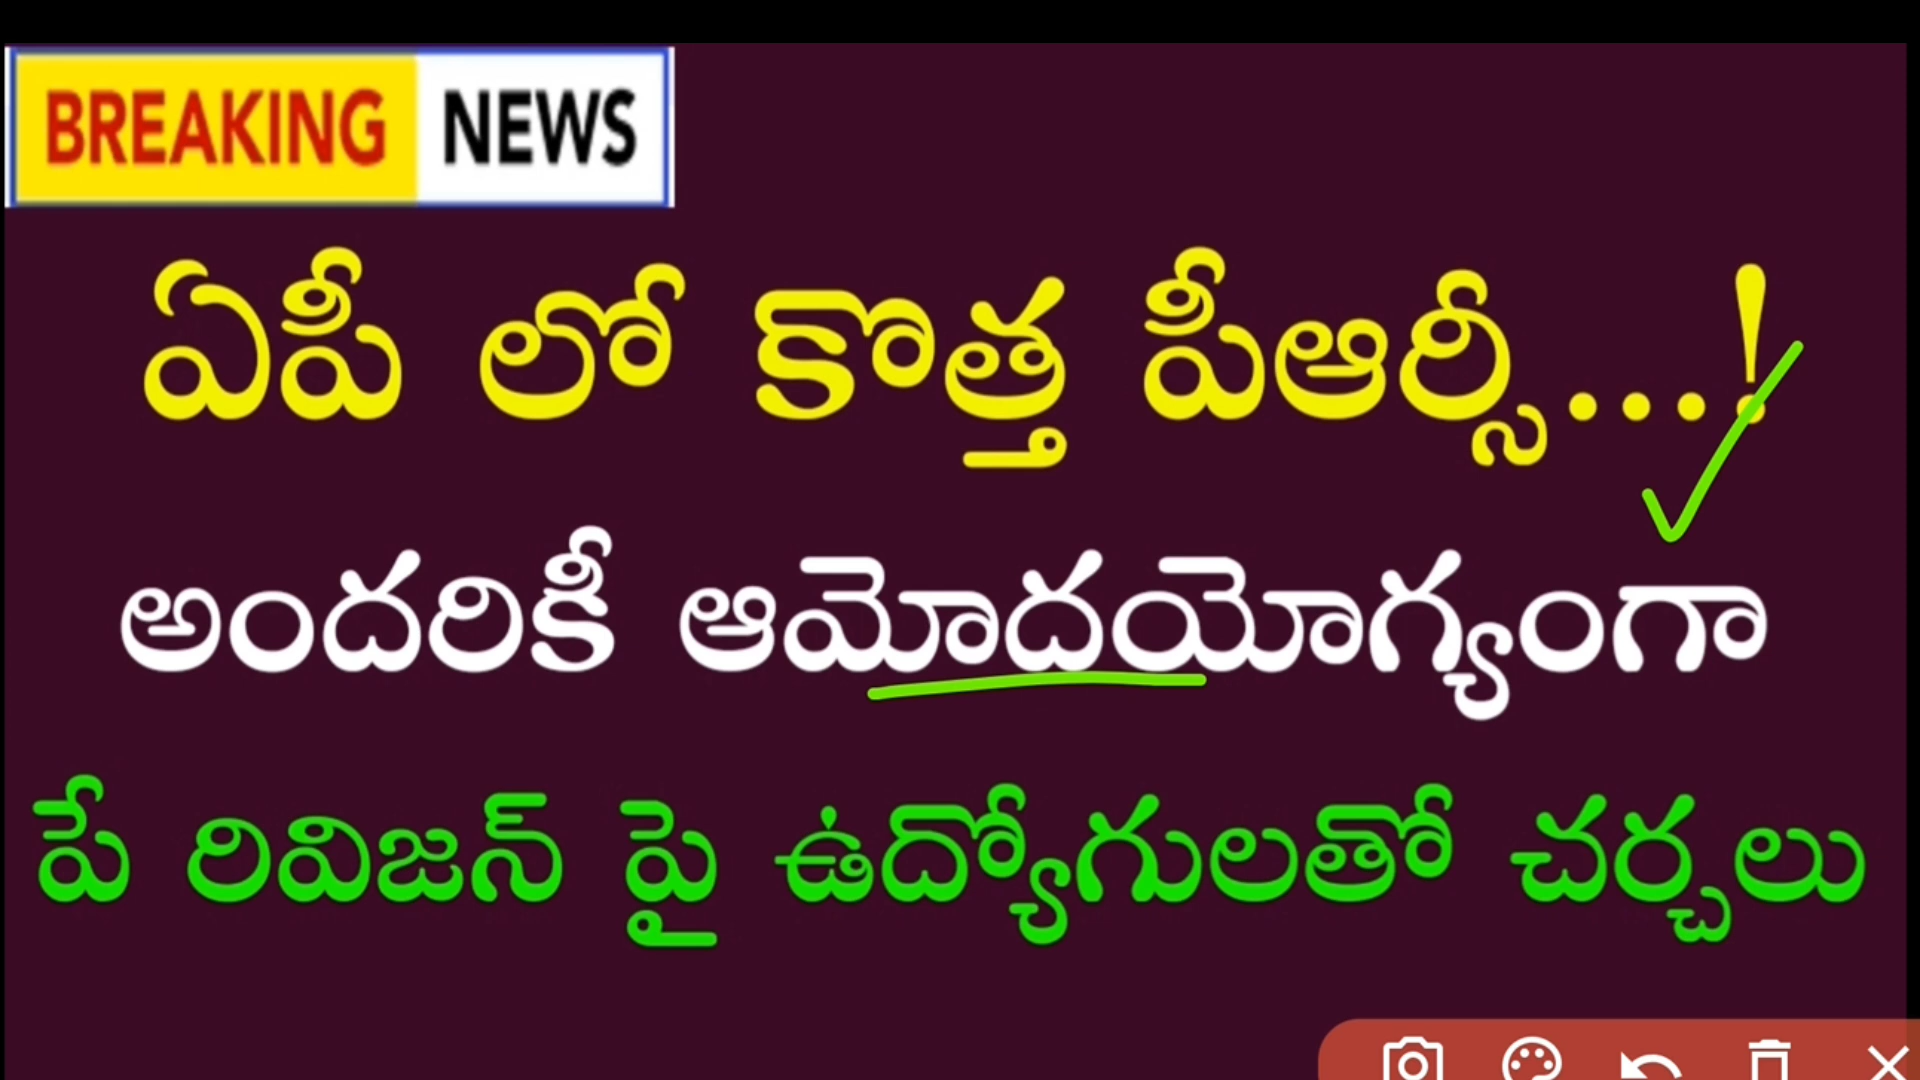 BREAKING NEWS
ఏపీ లో కొత్త పీఆర్సీ...!
అందరికీ ఆమోదయోగ్యంగా
పే రివిజన్ పై ఉద్యోగులతో చర్చలు